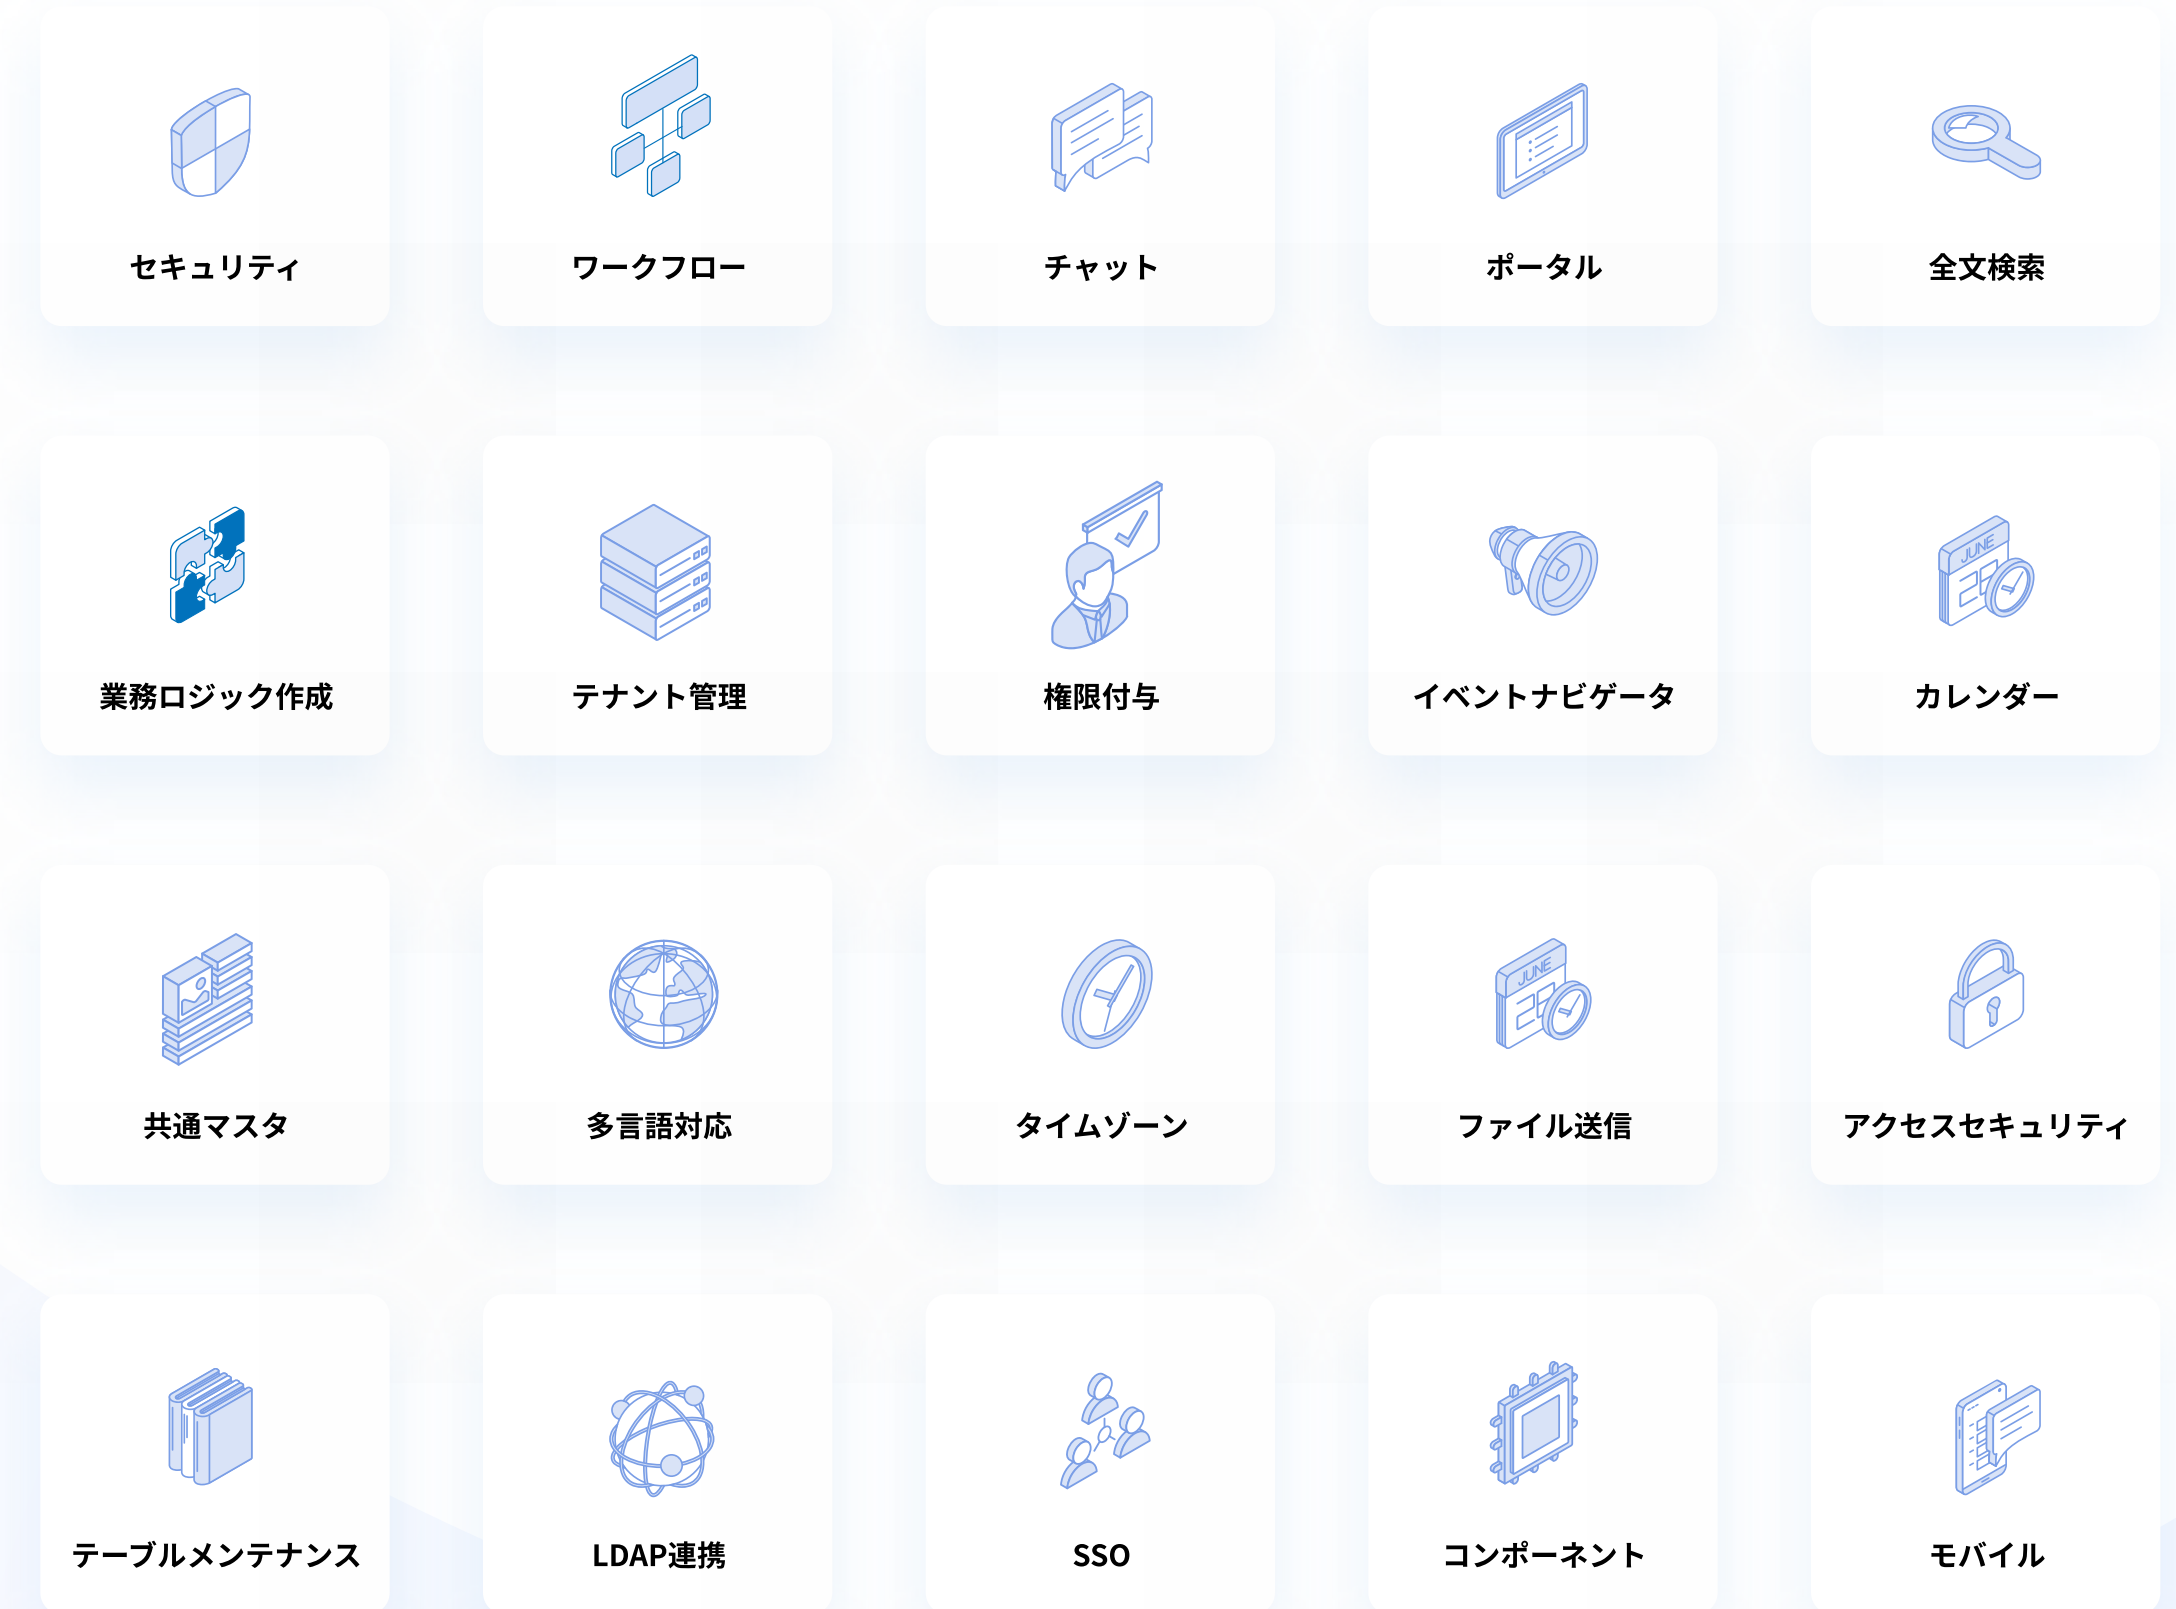 セキュリティ
ワークフロー
チャット
ポータル
全文検索
業務ロジック作成
テナント管理
権限付与
イベントナビゲータ
JUNE
カレンダー
共通マスタ
多言語対応
タイムゾーン
JUNE
ファイル送信
アクセスセキュリティ
テーブルメンテナンス
LDAP連携
SSO
コンポーネント
モバイル